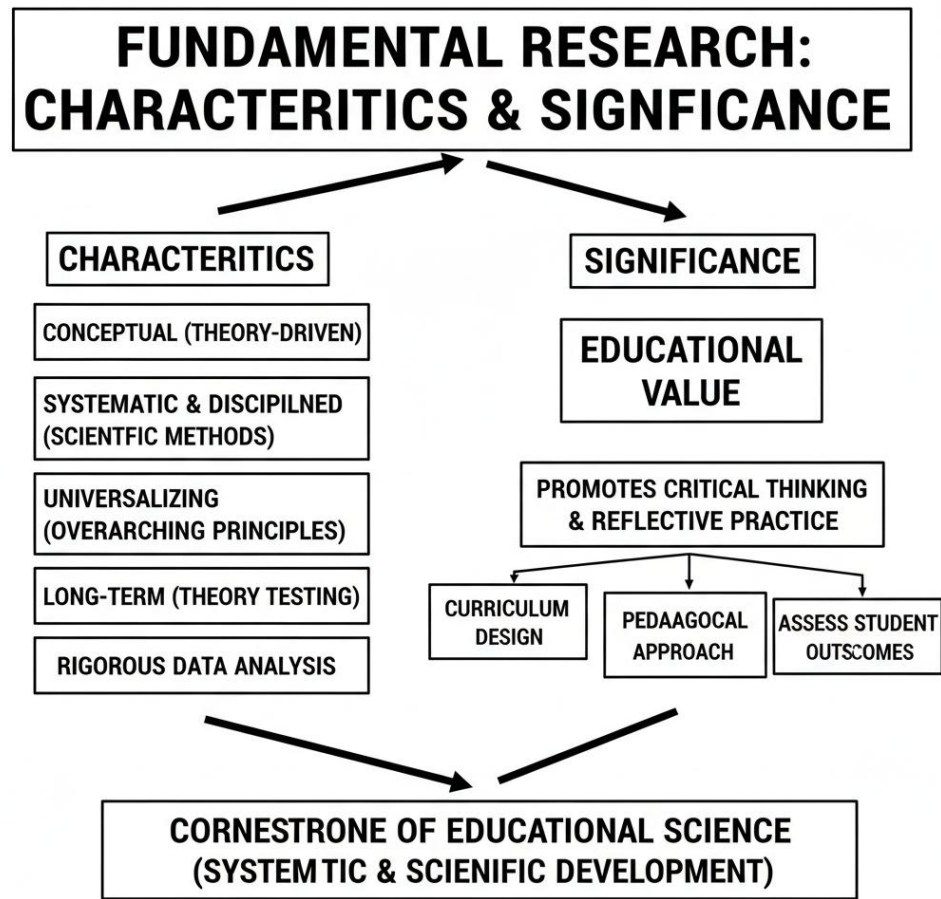 FUNDAMENTAL RESEARCH:
CHARACTERITICS & SIGNFICANCE
CHARACTERITICS
CONCEPTUAL (THEORY-DRIVEN)
SYSTEMATIC & DISCIPILNED
(SCIENTFIC METHODS)
UNIVERSALIZING
(OVERARCHING PRINCIPLES)
LONG-TERM (THEORY TESTING)
RIGOROUS DATA ANALYSIS
SIGNIFICANCE
EDUCATIONAL
VALUE
PROMOTES CRITICAL THINKING
& REFLECTIVE PRACTICE
CURRICULUM
DESIGN
PEDAAGOCAL
APPROACH
ASSESS STUDENT
OUTSCOMES
CORNESTRONE OF EDUCATIONAL SCIENCE
(SYSTEMTIC & SCIENIFIC DEVELOPMENT)